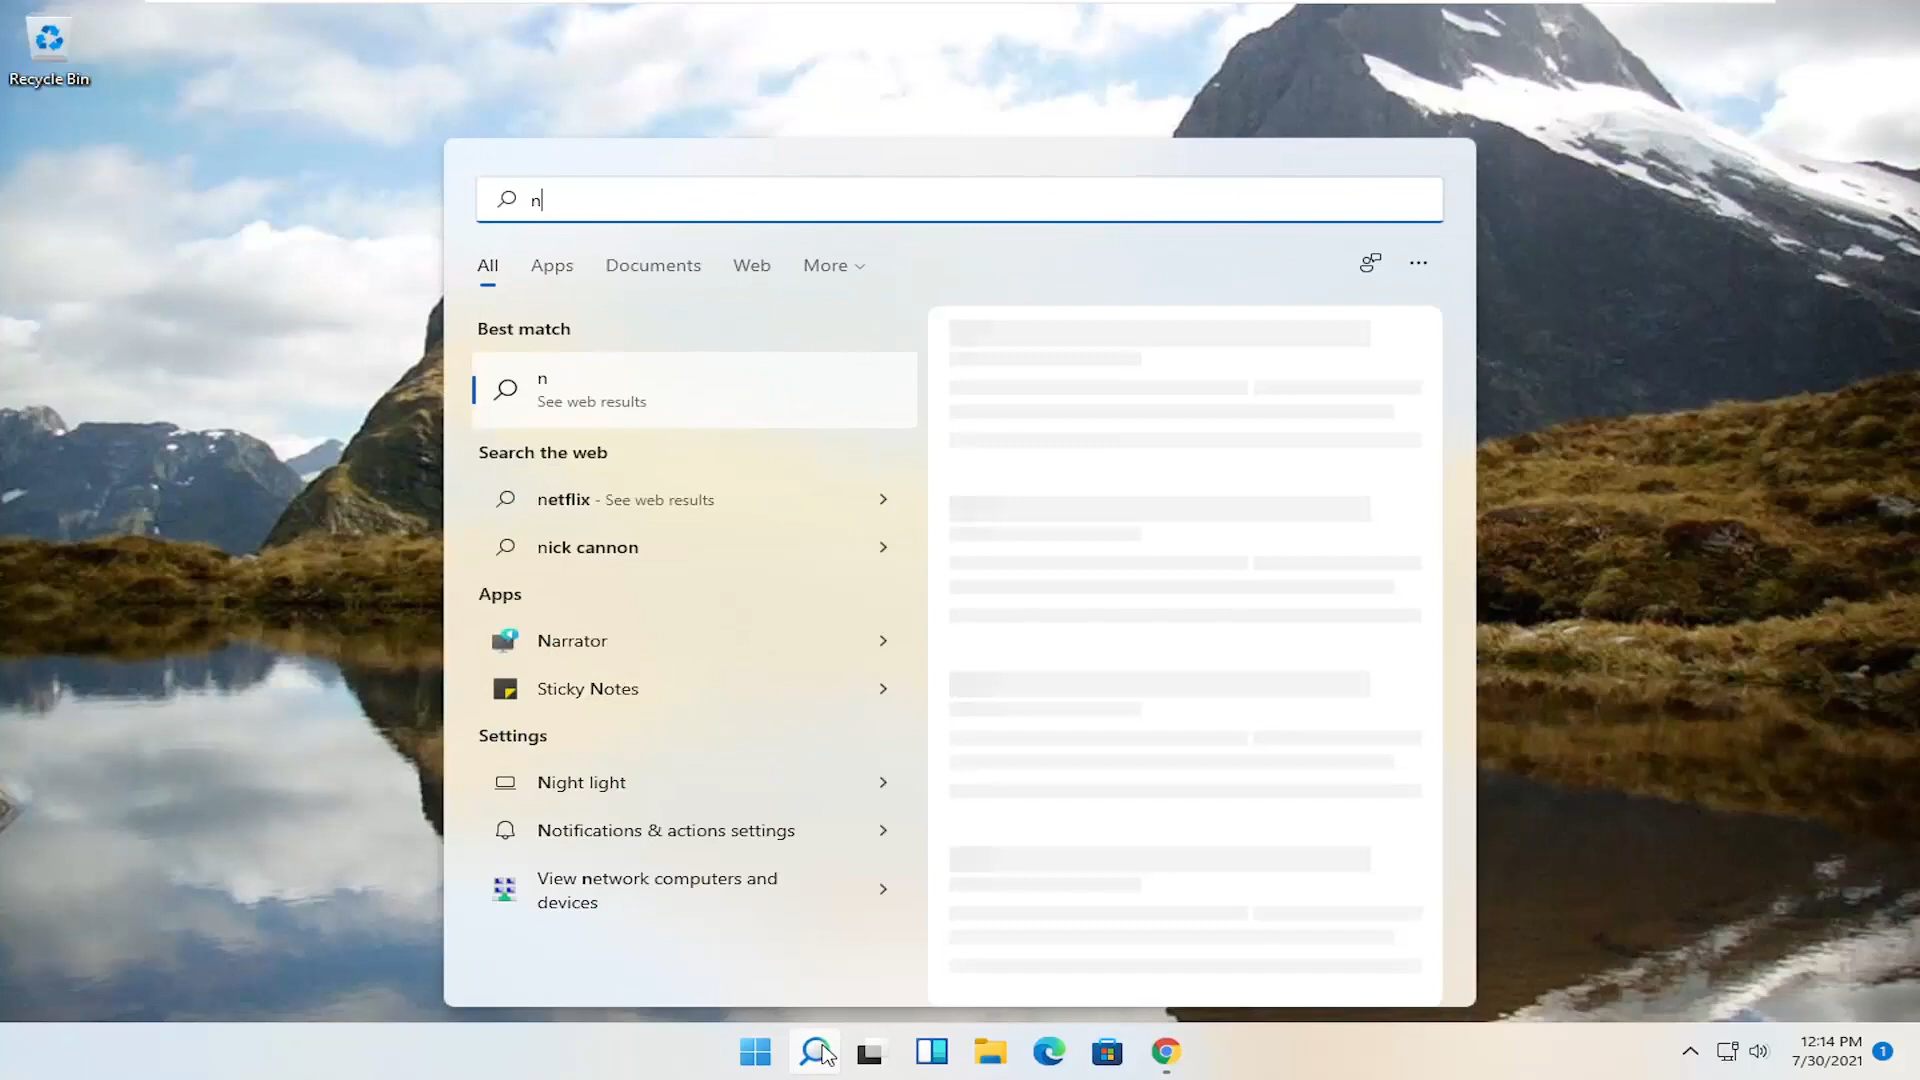 Recycle Bin
n
All Apps Documents Web More
Best match
n
See web results
Search the web
netflix - See web results
nick cannon
Apps
Narrator
Sticky Notes
Settings
Night light
Notifications & actions settings
View network computers and
devices
12:14 PM
7/30/2021
1